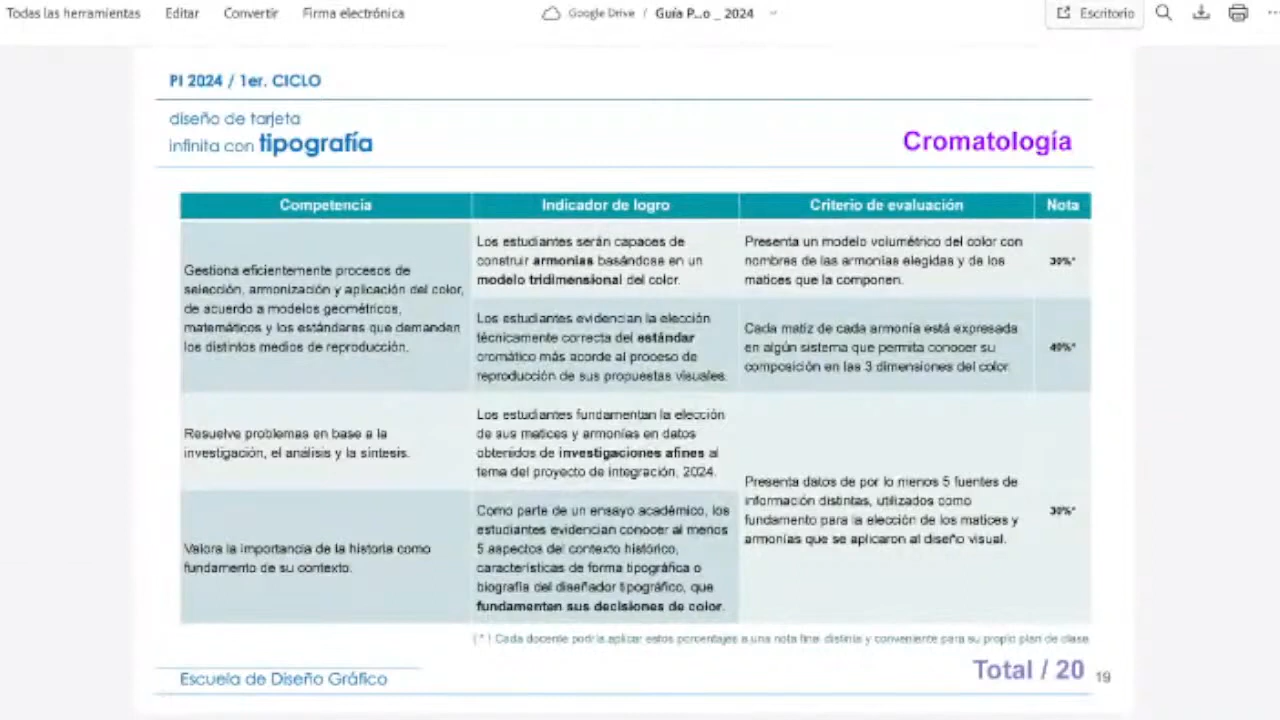 Todas las herramientas Editar Convertir Firma electrónica Google Drive / Guía P...o _ 2024 Escritorio
PI 2024 / 1er. CICLO
diseño de tarjeta
infinita con tipografía
Cromatología
Competencia Indicador de logro Criterio de evaluación Nota
Gestiona eficientemente procesos de
selección, armonización y aplicación del color,
de acuerdo a modelos geométricos,
matemáticos y los estándares que demandan
los distintos medios de reproducción.
Los estudiantes serán capaces de
construir armonías basándose en un
modelo tridimensional del color.
Presenta un modelo volumétrico del color con
nombres de las armonías elegidas y de los
matices que la componen.
30%*
Los estudiantes evidencian la elección
técnicamente correcta del estándar
cromático más acorde al proceso de
reproducción de sus propuestas visuales.
Cada matiz de cada armonía está expresada
en algún sistema que permita conocer su
composición en las 3 dimensiones del color.
40%*
Resuelve problemas en base a la
investigación, el análisis y la síntesis.
Los estudiantes fundamentan la elección
de sus matices y armonías en datos
obtenidos de investigaciones afines al
tema del proyecto de integración, 2024.
Presenta datos de por lo menos 5 fuentes de
información distintas, utilizados como
fundamento para la elección de los matices y
armonías que se aplicaron al diseño visual.
30%*
Valora la importancia de la historia como
fundamento de su contexto.
Como parte de un ensayo académico, los
estudiantes evidencian conocer al menos
5 aspectos del contexto histórico,
características de forma tipográfica o
biografía del diseñador tipográfico, que
fundamentan sus decisiones de color.
( * ) Cada docente podría aplicar estos porcentajes a una nota final distinta y conveniente para su propio plan de clase.
Total / 20
Escuela de Diseño Gráfico
19